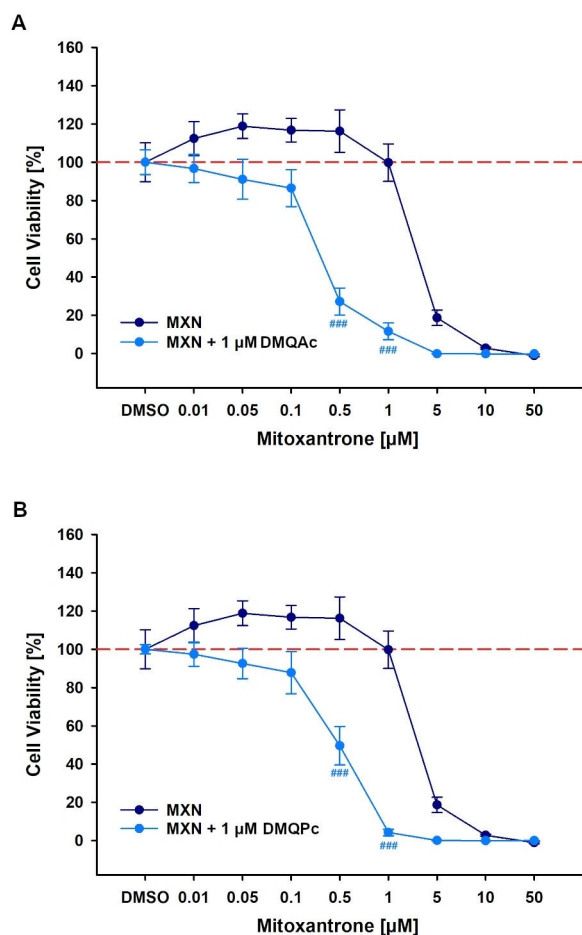 A
160
140
120
100
80
60
40
20
0
Cell Viability [%]
MXN
MXN + 1 µM DMQAc
###
###
DMSO 0.01 0.05 0.1 0.5 1 5 10 50
Mitoxantrone [µM]
B
160
140
120
100
80
60
40
20
0
Cell Viability [%]
MXN
MXN + 1 µM DMQPc
###
###
DMSO 0.01 0.05 0.1 0.5 1 5 10 50
Mitoxantrone [µM]